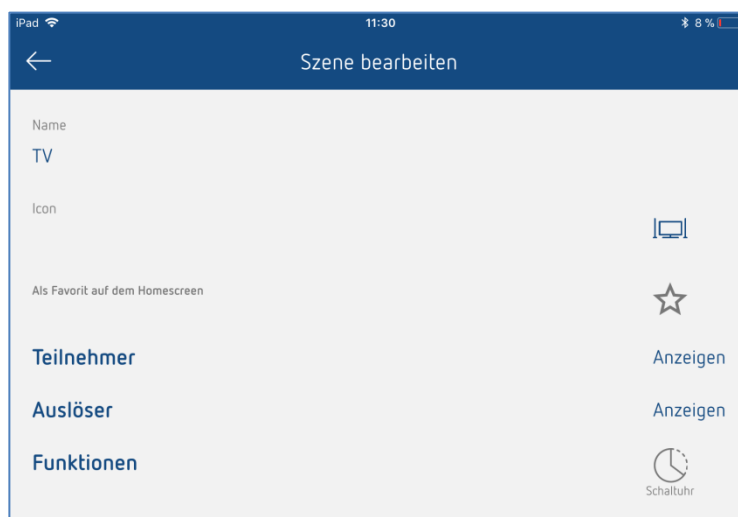 iPad 11:30 8 %
Szene bearbeiten
Name
TV
Icon
Als Favorit auf dem Homescreen
Teilnehmer Anzeigen
Auslöser Anzeigen
Funktionen
Schaltuhr